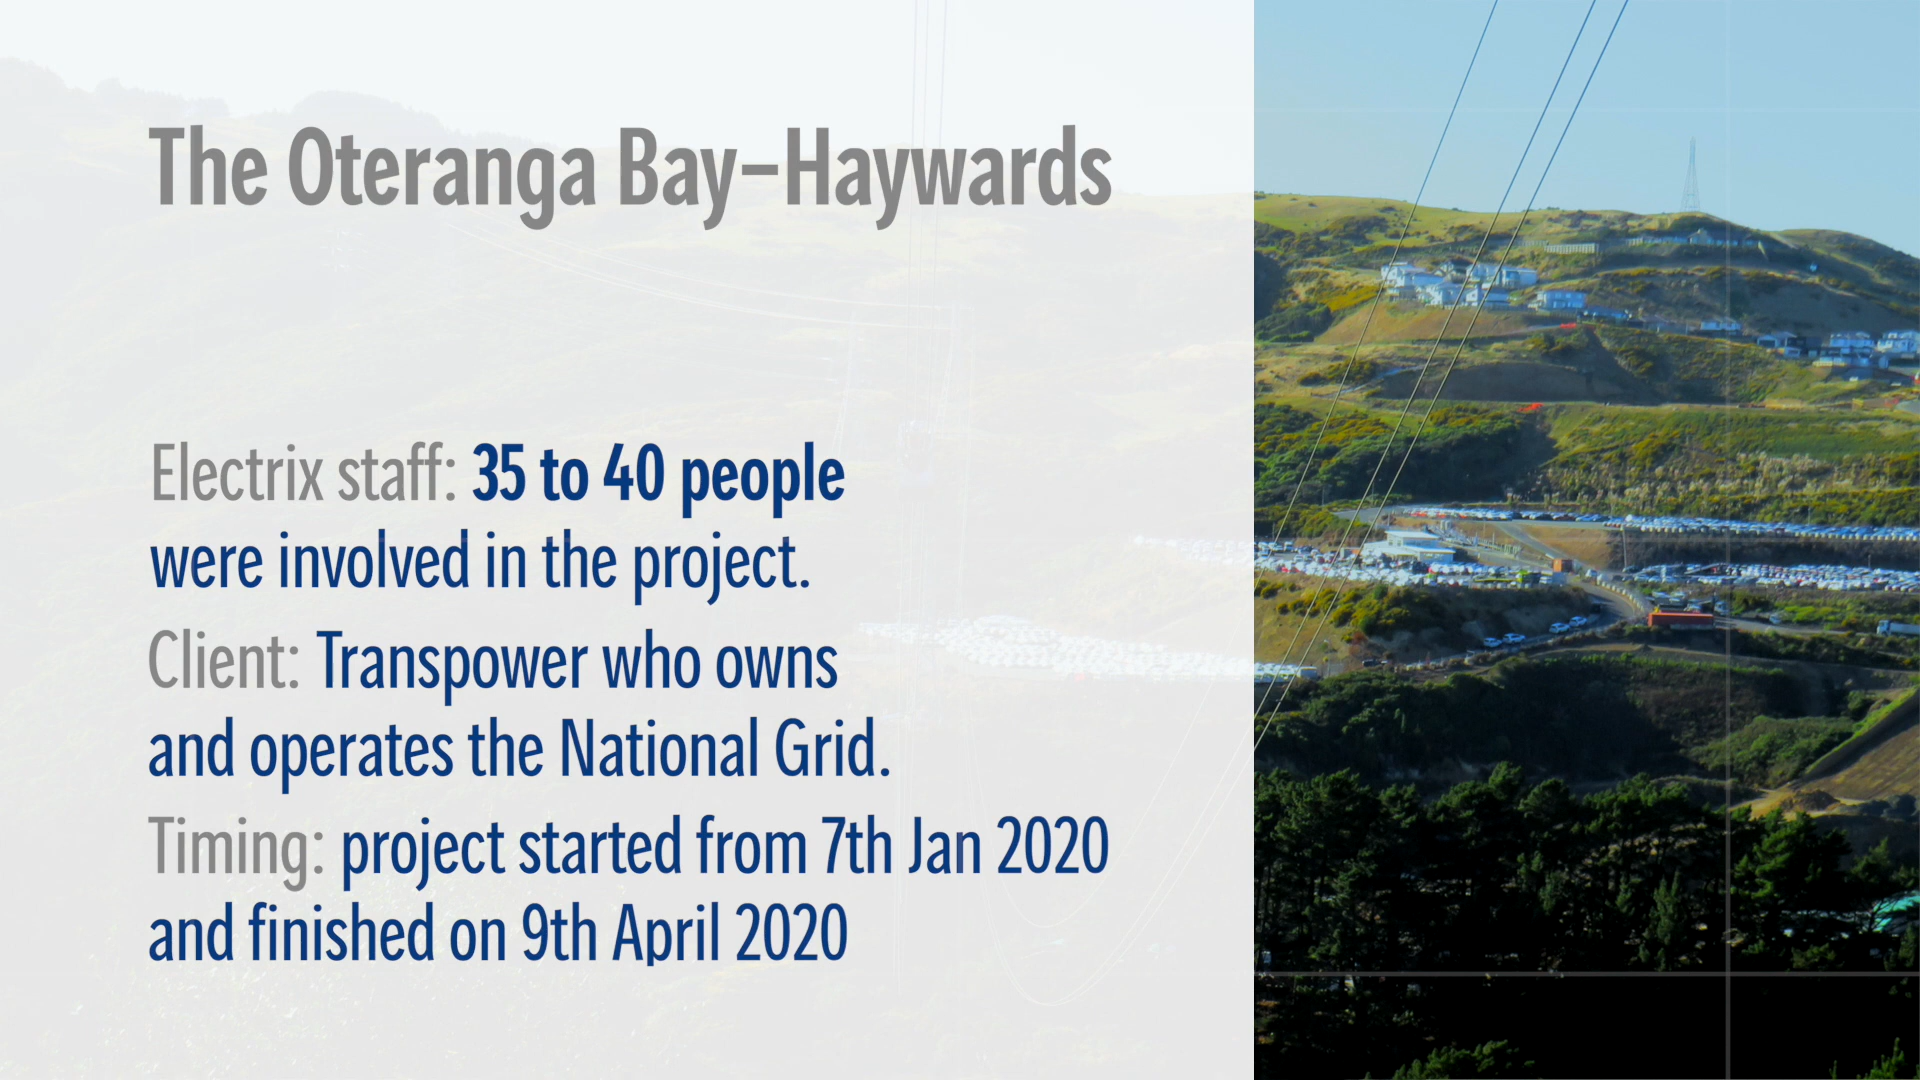 The Oteranga Bay–Haywards
Electrix staff: 35 to 40 people
were involved in the project.
Client: Transpower who owns
and operates the National Grid.
Timing: project started from 7th Jan 2020
and finished on 9th April 2020